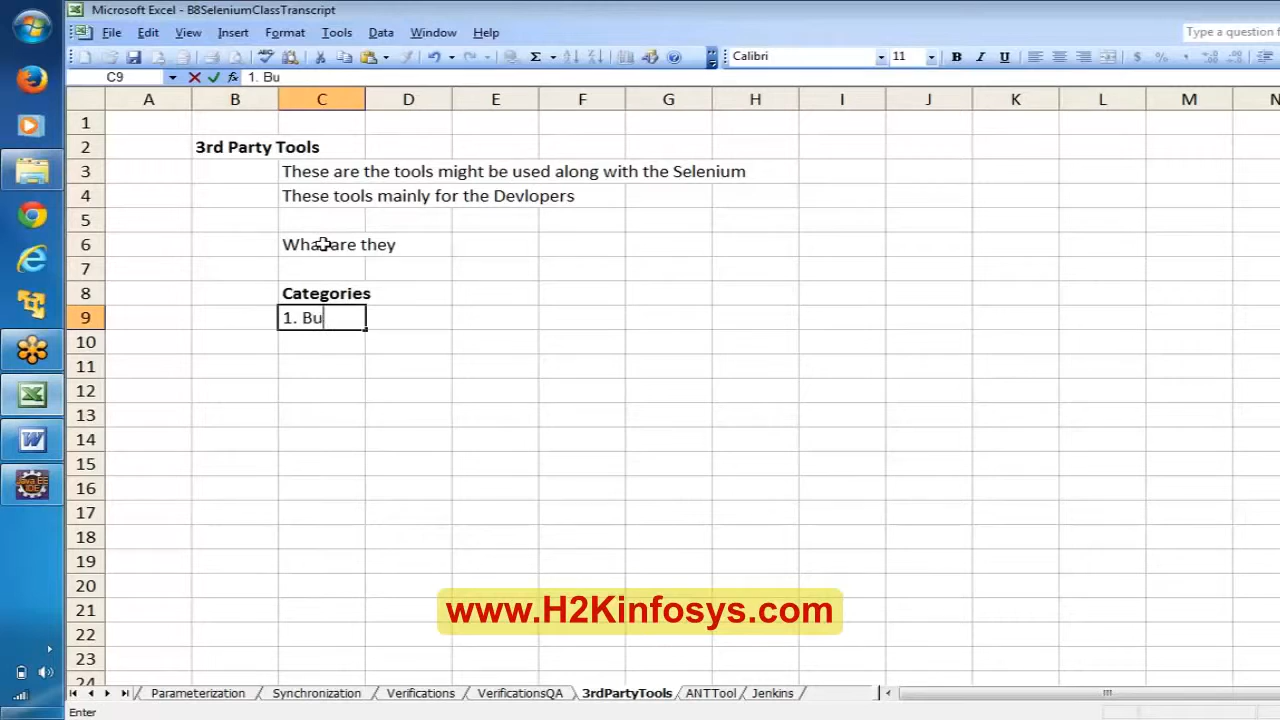 Microsoft Excel - B8SeleniumClassTranscript
File Edit View Insert Format Tools Data Window Help
Type a question f
Calibri 11 B I U
C9 1. Bu
A B C D E F G H I J K L M N
1
2 3rd Party Tools
3 These are the tools might be used along with the Selenium
4 These tools mainly for the Devlopers
5
6 What are they
7
8 Categories
9 1. Bu
10
11
12
13
14
15
16
17
18
19
20
21
22
23
24
www.H2Kinfosys.com
Java EE
IDE
Parameterization Synchronization Verifications VerificationsQA 3rdPartyTools ANTTool Jenkins
Enter